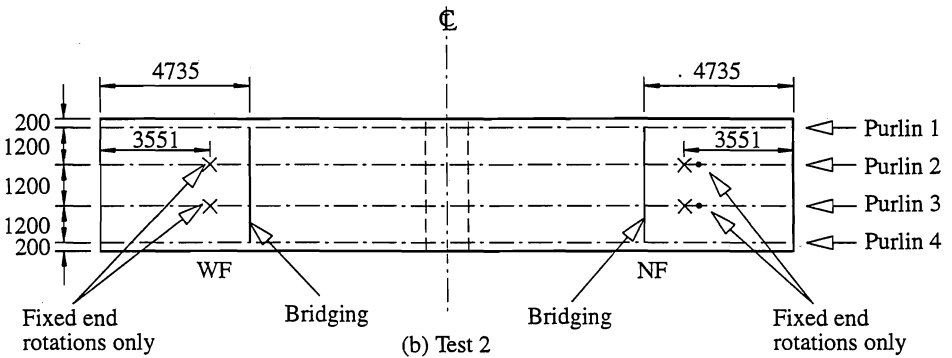 ℄
4735
4735
200
1200
1200
1200
200
3551
3551
Purlin 1
Purlin 2
Purlin 3
Purlin 4
WF
NF
Fixed end
rotations only
Bridging
Bridging
Fixed end
rotations only
(b) Test 2